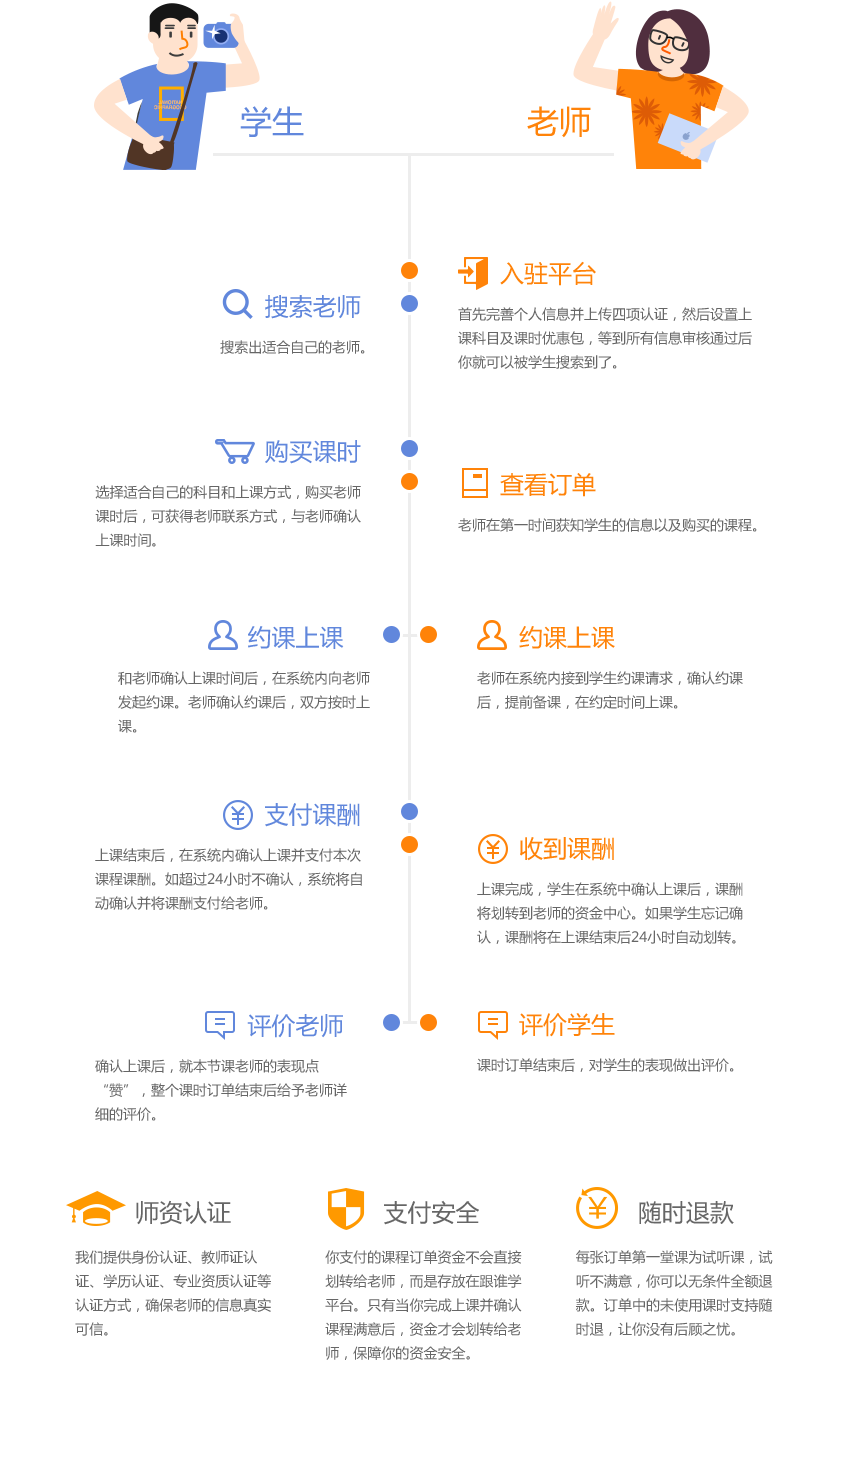 学生
老师
入驻平台
首先完善个人信息并上传四项认证，然后设置上
课科目及课时优惠包，等到所有信息审核通过后
你就可以被学生搜索到了。
搜索老师
搜索出适合自己的老师。
购买课时
选择适合自己的科目和上课方式，购买老师
课时后，可获得老师联系方式，与老师确认
上课时间。
查看订单
老师在第一时间获知学生的信息以及购买的课程。
约课上课
和老师确认上课时间后，在系统内向老师
发起约课。老师确认约课后，双方按时上
课。
约课上课
老师在系统内接到学生约课请求，确认约课
后，提前备课，在约定时间上课。
支付课酬
上课结束后，在系统内确认上课并支付本次
课程课酬。如超过24小时不确认，系统将自
动确认并将课酬支付给老师。
收到课酬
上课完成，学生在系统中确认上课后，课酬
将划转到老师的资金中心。如果学生忘记确
认，课酬将在上课结束后24小时自动划转。
评价老师
确认上课后，就本节课老师的表现点
“赞”，整个课时订单结束后给予老师详
细的评价。
评价学生
课时订单结束后，对学生的表现做出评价。
师资认证
我们提供身份认证、教师证认
证、学历认证、专业资质认证等
认证方式，确保老师的信息真实
可信。
支付安全
你支付的课程订单资金不会直接
划转给老师，而是存放在跟谁学
平台。只有当你完成上课并确认
课程满意后，资金才会划转给老
师，保障你的资金安全。
随时退款
每张订单第一堂课为试听课，试
听不满意，你可以无条件全额退
款。订单中的未使用课时支持随
时退，让你没有后顾之忧。